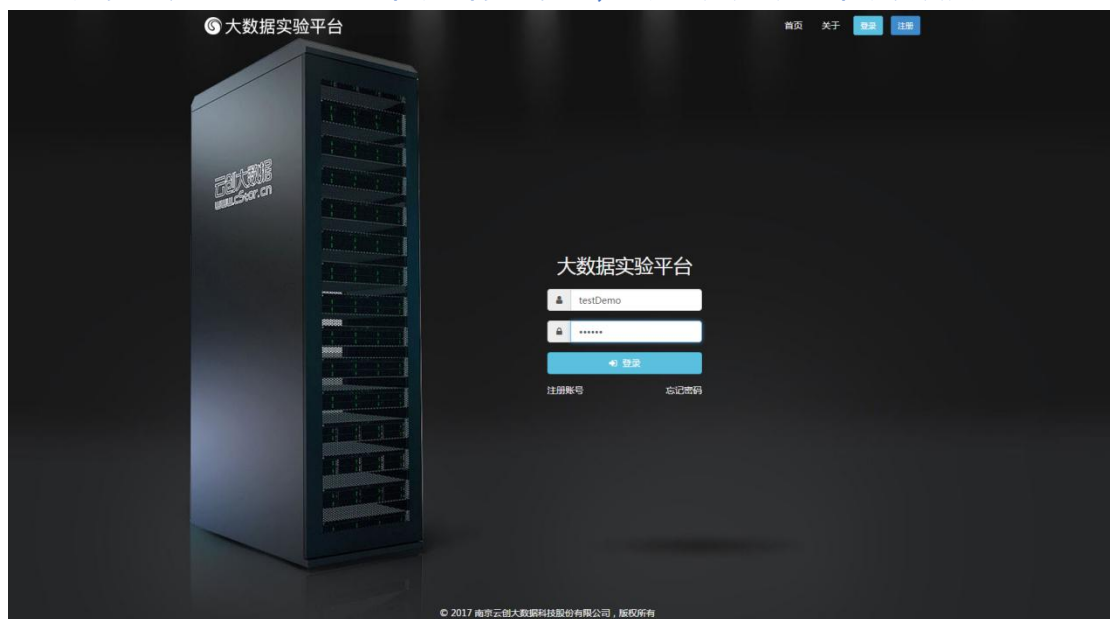 大数据实验平台
首页 关于 登录 注册
云创大数据
www.cStor.cn
大数据实验平台
testDemo
••••••
登录
注册账号 忘记密码
© 2017 南京云创大数据科技股份有限公司，版权所有